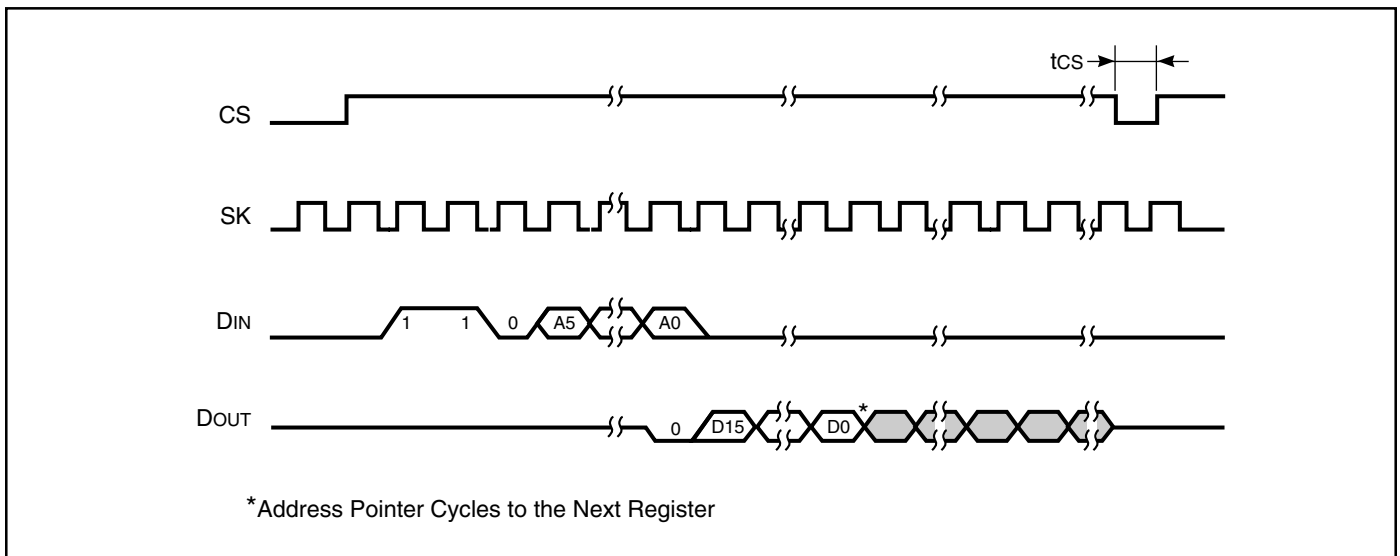 tcs
CS
SK
DIN
1 1 0 A5 A0
DOUT
0 D15 D0 *
*Address Pointer Cycles to the Next Register